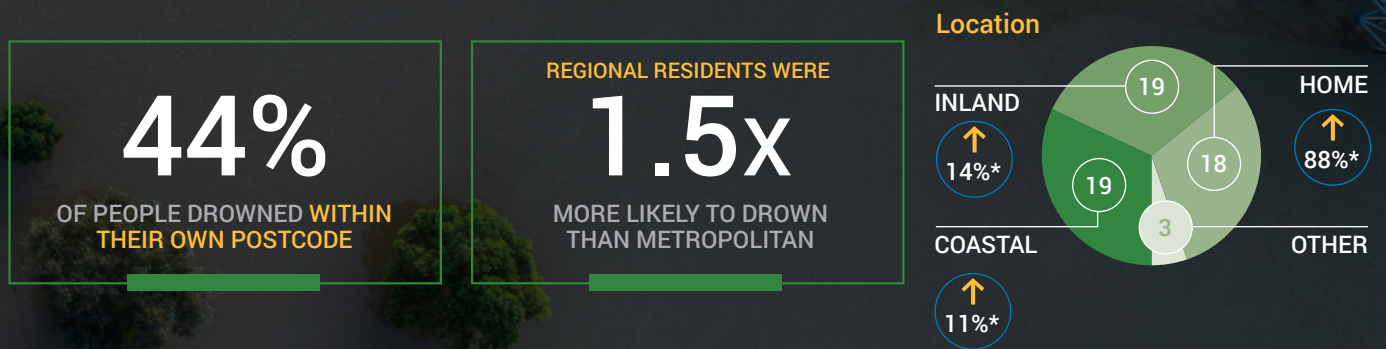 44%
OF PEOPLE DROWNED WITHIN
THEIR OWN POSTCODE
REGIONAL RESIDENTS WERE
1.5x
MORE LIKELY TO DROWN
THAN METROPOLITAN
Location
INLAND
14%*
19
HOME
88%*
18
COASTAL
11%*
19
OTHER
3